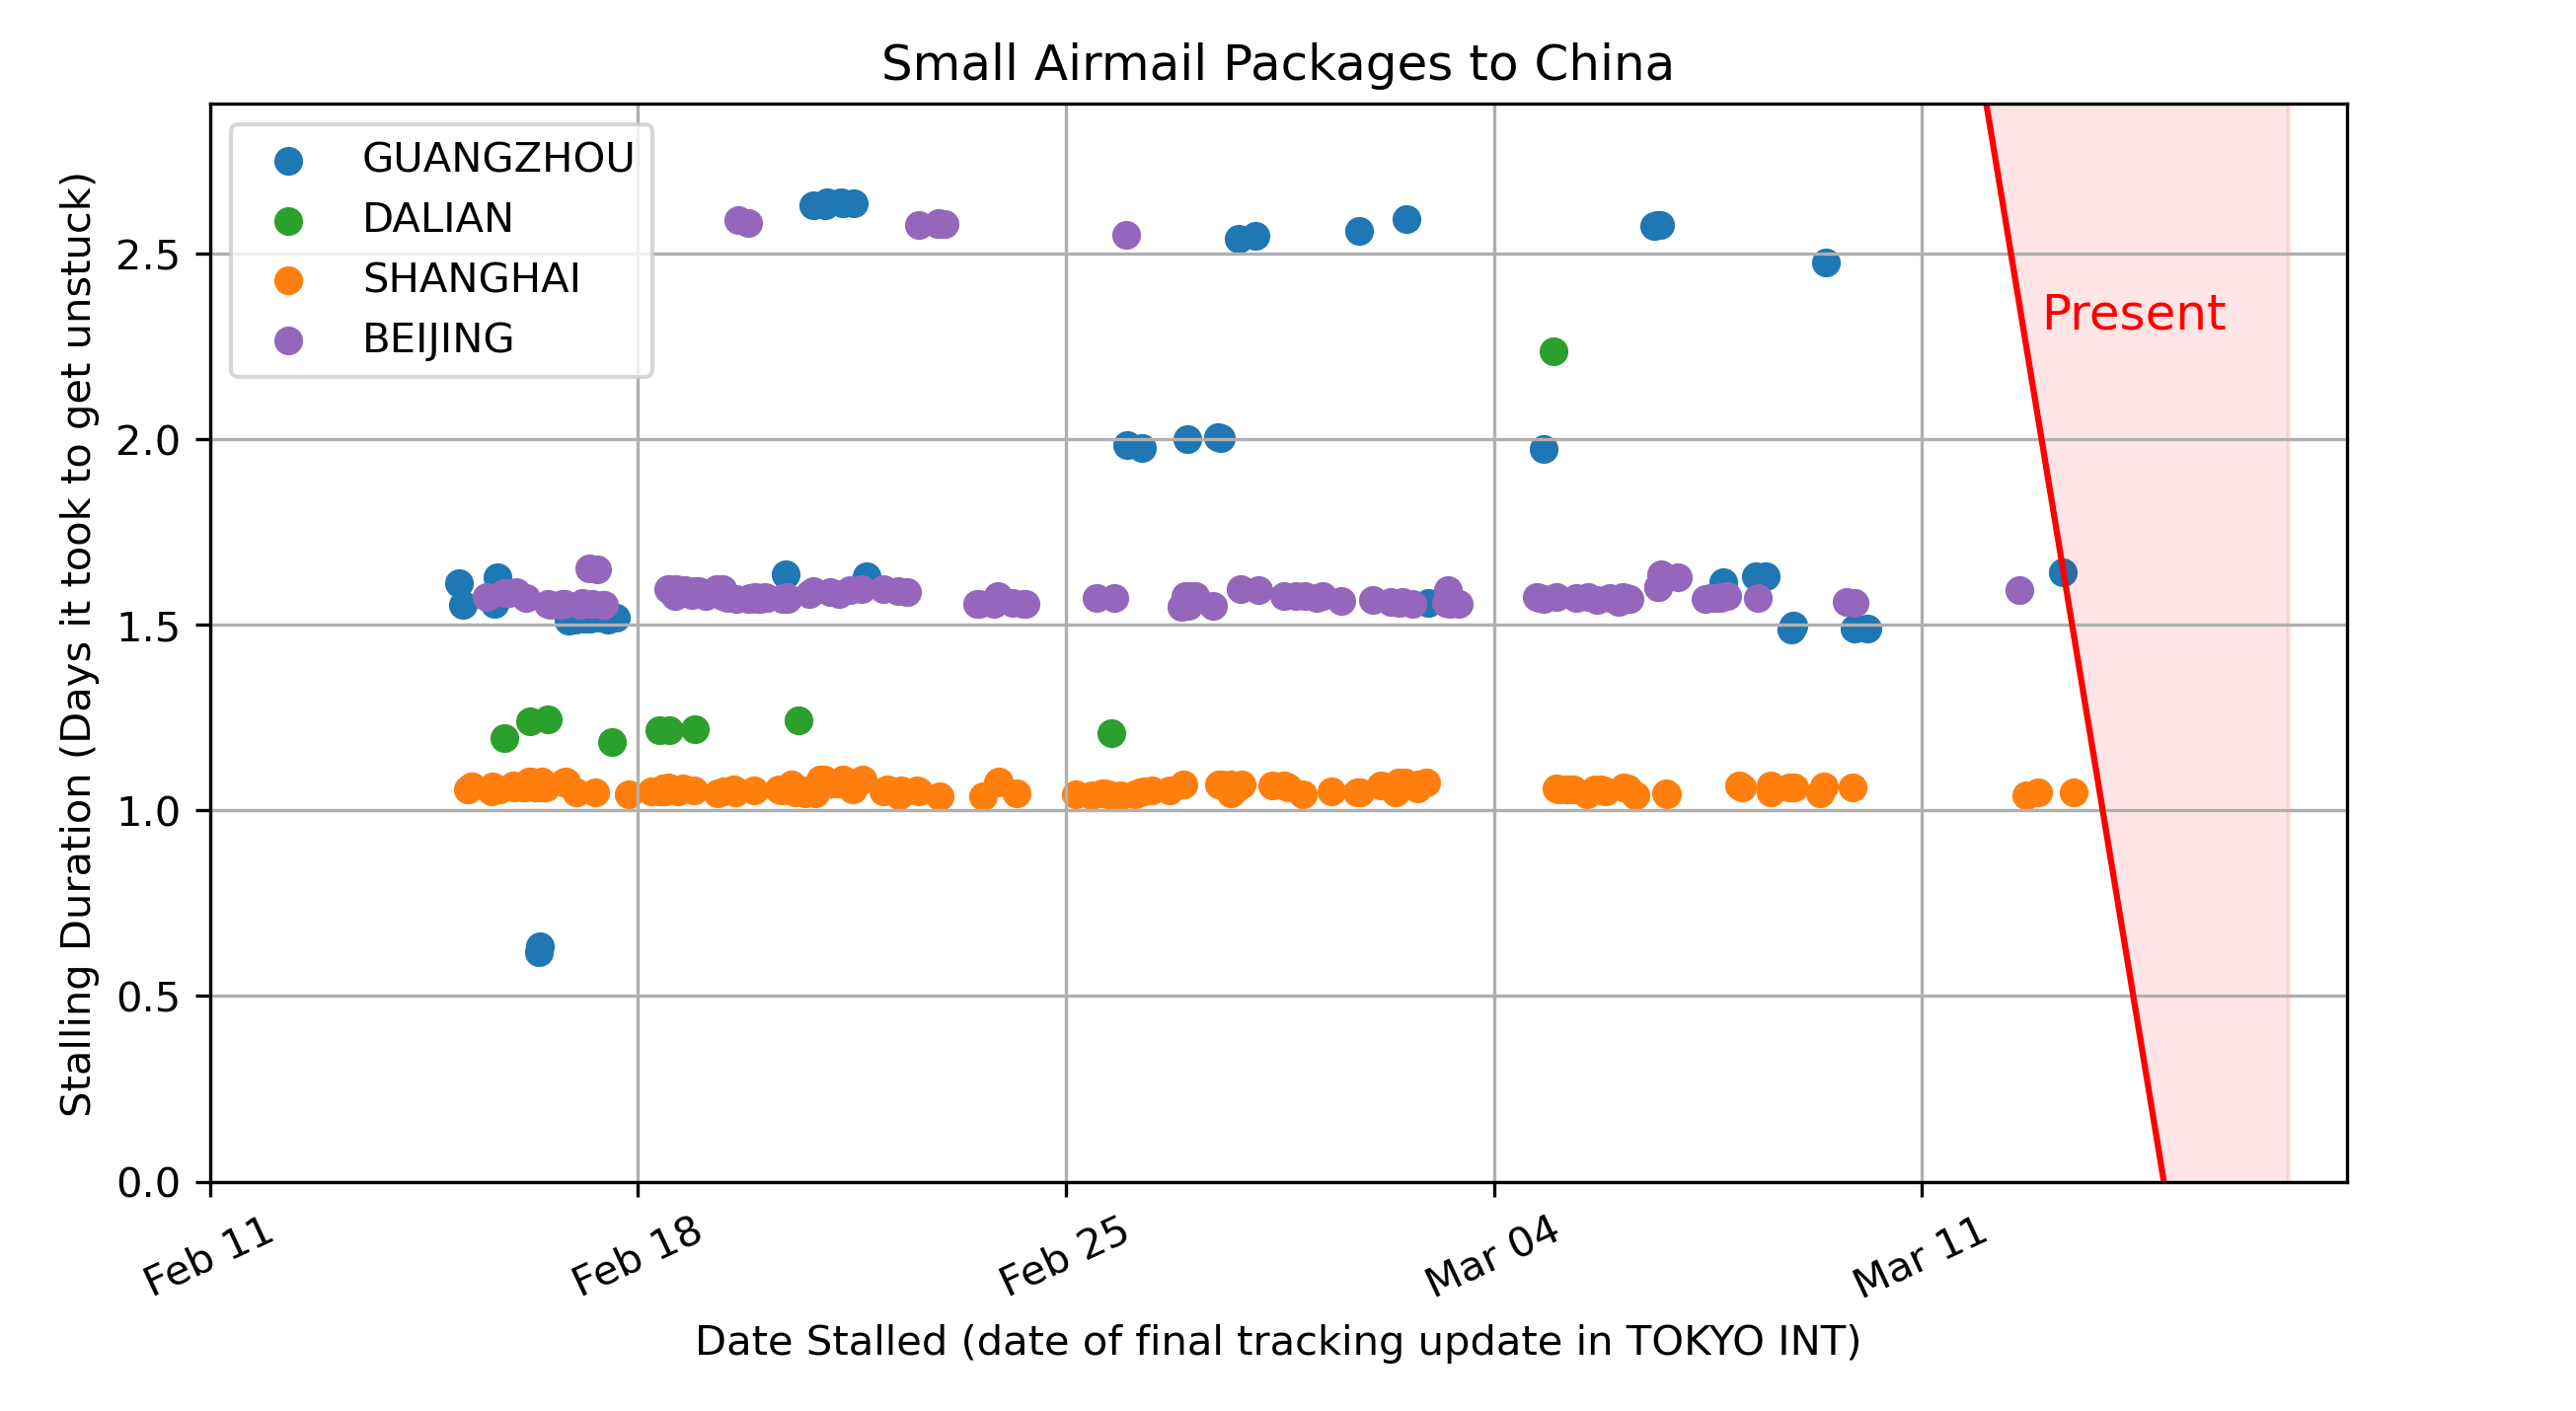 Small Airmail Packages to China
GUANGZHOU
DALIAN
SHANGHAI
BEIJING
Present
Stalling Duration (Days it took to get unstuck)
2.5
2.0
1.5
1.0
0.5
0.0
Feb 11
Feb 18
Feb 25
Mar 04
Mar 11
Date Stalled (date of final tracking update in TOKYO INT)